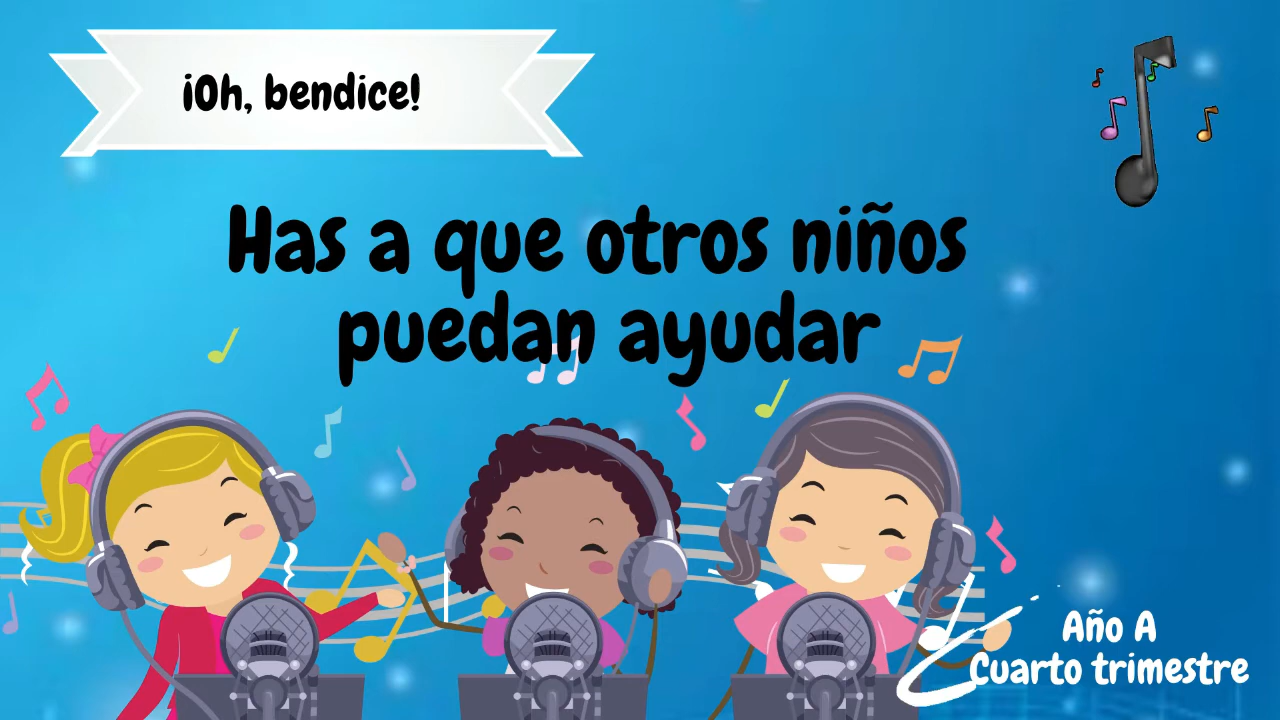 ¡Oh, bendice!
Has a que otros niños
puedan ayudar
Año A
Cuarto trimestre